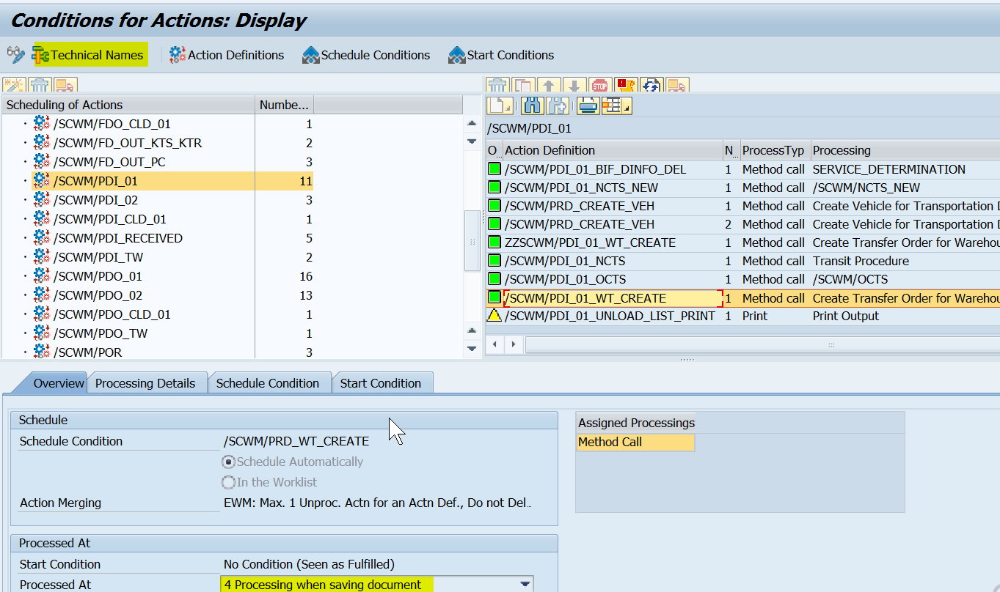 Conditions for Actions: Display
Technical Names Action Definitions Schedule Conditions Start Conditions
Scheduling of Actions Numbe...
/SCWM/FDO_CLD_01 1
/SCWM/FD_OUT_KTS_KTR 2
/SCWM/FD_OUT_PC 3
/SCWM/PDI_01 11
/SCWM/PDI_02 3
/SCWM/PDI_CLD_01 1
/SCWM/PDI_RECEIVED 5
/SCWM/PDI_TW 2
/SCWM/PDO_01 16
/SCWM/PDO_02 13
/SCWM/PDO_CLD_01 1
/SCWM/PDO_TW 1
/SCWM/POR 3
STOP
/SCWM/PDI_01
O... Action Definition N... ProcessTyp Processing
/SCWM/PDI_01_BIF_DINFO_DEL 1 Method call SERVICE_DETERMINATION
/SCWM/PDI_01_NCTS_NEW 1 Method call /SCWM/NCTS_NEW
/SCWM/PRD_CREATE_VEH 1 Method call Create Vehicle for Transportation D
/SCWM/PRD_CREATE_VEH 2 Method call Create Vehicle for Transportation D
ZZSCWM/PDI_01_WT_CREATE 1 Method call Create Transfer Order for Warehou
/SCWM/PDI_01_NCTS 1 Method call Transit Procedure
/SCWM/PDI_01_OCTS 1 Method call /SCWM/OCTS
/SCWM/PDI_01_WT_CREATE 1 Method call Create Transfer Order for Warehou
/SCWM/PDI_01_UNLOAD_LIST_PRINT 1 Print Print Output
Overview Processing Details Schedule Condition Start Condition
Schedule
Schedule Condition /SCWM/PRD_WT_CREATE
Schedule Automatically
In the Worklist
Action Merging EWM: Max. 1 Unproc. Actn for an Actn Def., Do not Del...
Assigned Processings
Method Call
Processed At
Start Condition No Condition (Seen as Fulfilled)
Processed At 4 Processing when saving document